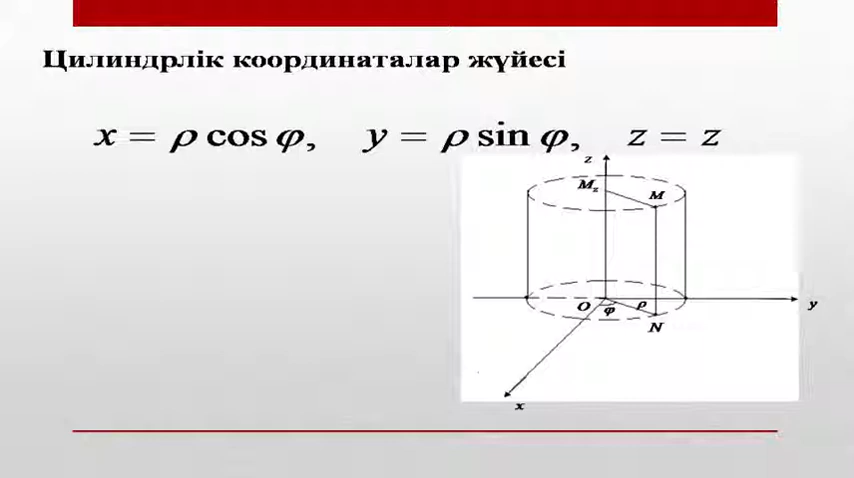 Цилиндрлік координаталар жүйесі
x = ρ cos φ, y = ρ sin φ, z = z
z
M_z
M
O
φ
ρ
N
y
x